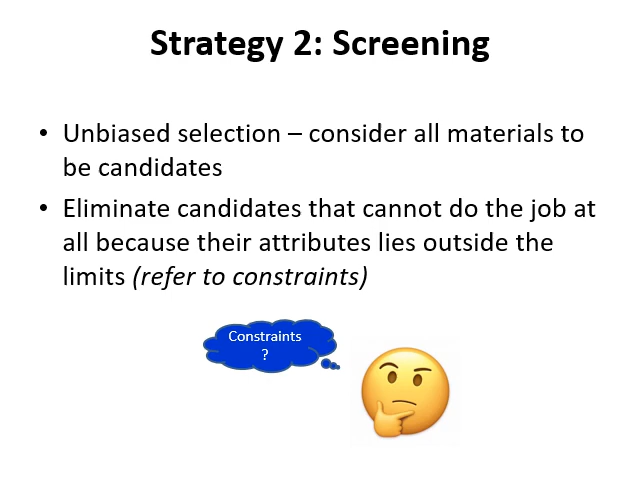 Strategy 2: Screening
• Unbiased selection – consider all materials to
be candidates
• Eliminate candidates that cannot do the job at
all because their attributes lies outside the
limits (refer to constraints)
Constraints
?